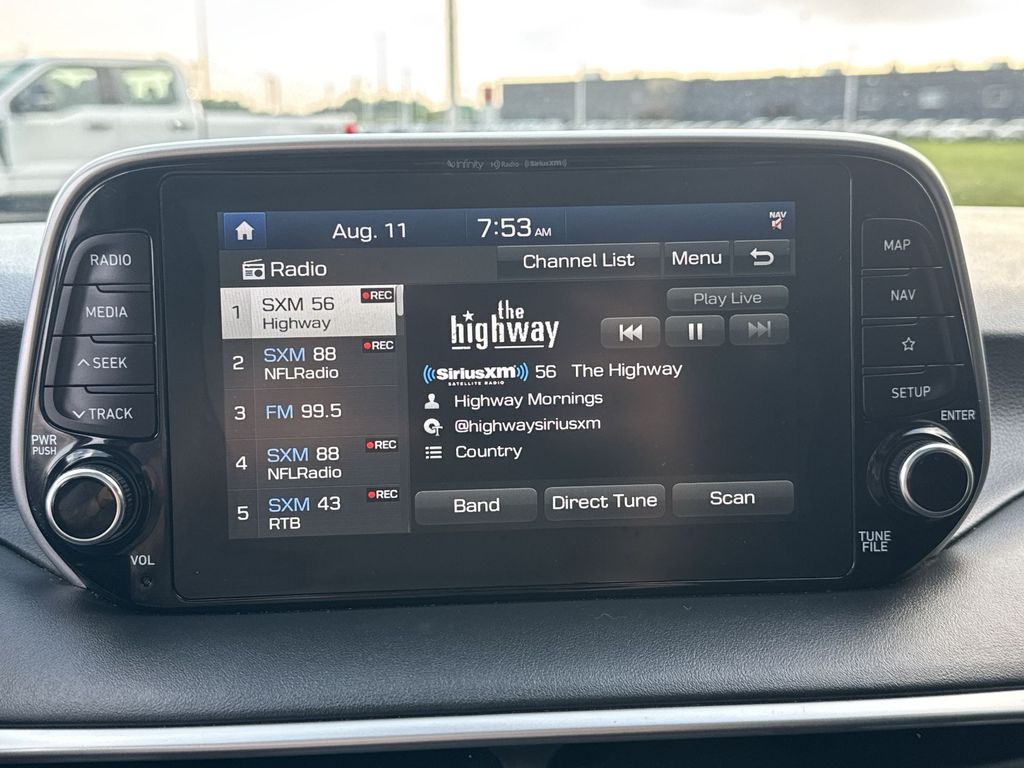 infinity HD Radio ((SiriusXM))
Aug. 11 7:53 AM NAV
Radio Channel List Menu
1 SXM 56 REC
Highway
2 SXM 88 REC
NFLRadio
3 FM 99.5
4 SXM 88 REC
NFLRadio
5 SXM 43 REC
RTB
the
highway
Play Live
((SiriusXM)) 56 The Highway
SATELLITE RADIO
Highway Mornings
@highwaysiriusxm
Country
Band Direct Tune Scan
RADIO
MEDIA
SEEK
TRACK
PWR
PUSH
VOL
MAP
NAV
SETUP
ENTER
TUNE
FILE